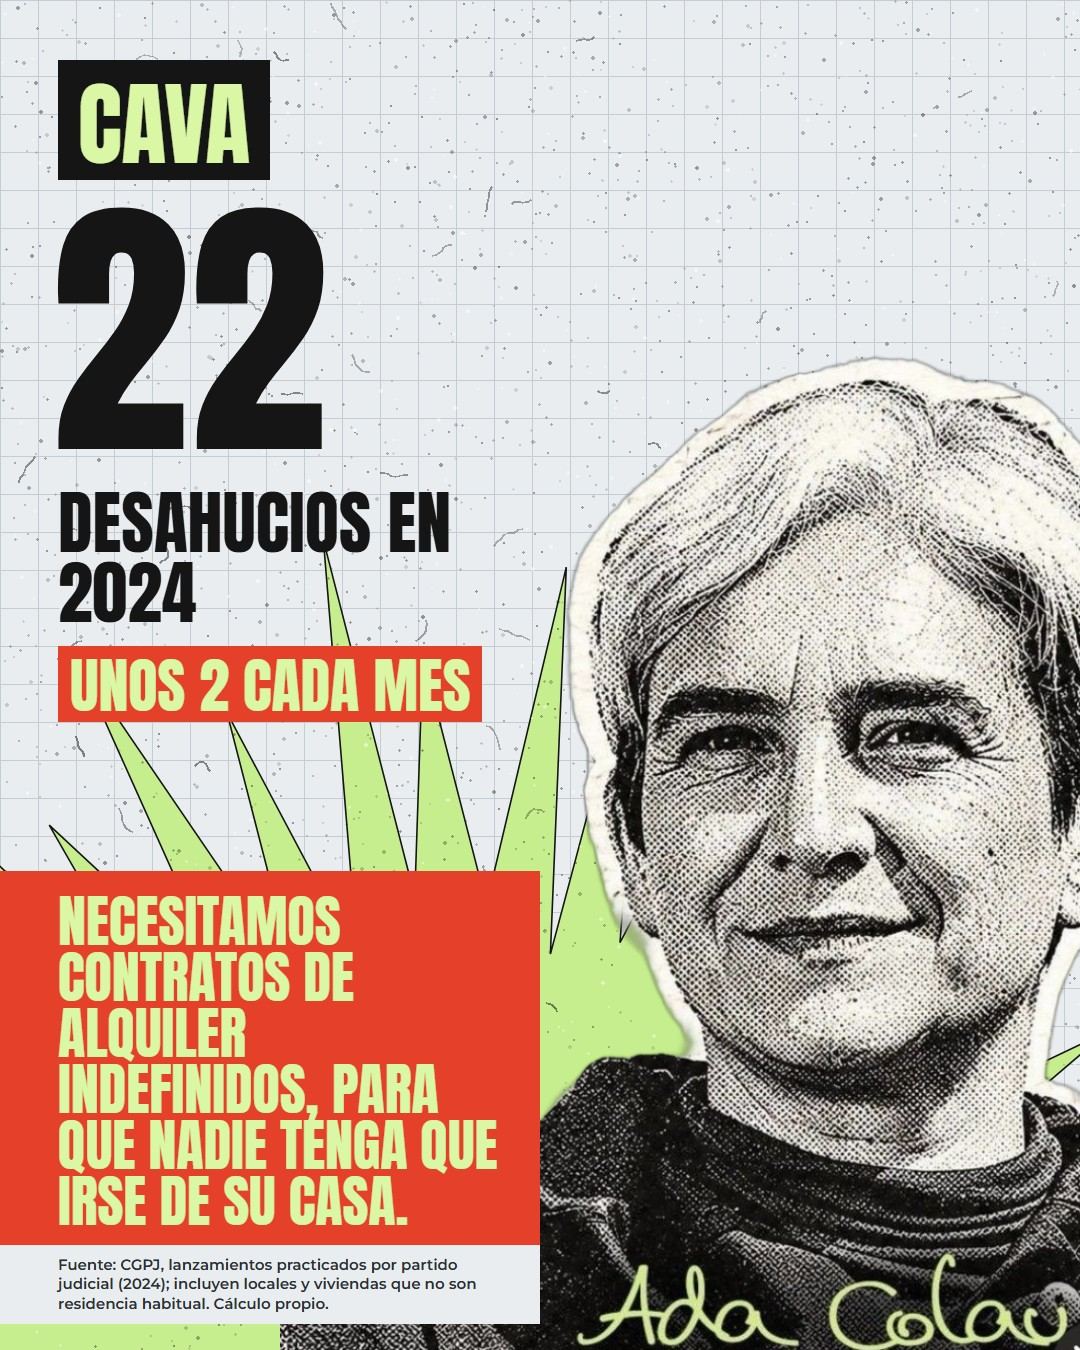 CAVA
22
DESAHUCIOS EN
2024
UNOS 2 CADA MES
NECESITAMOS
CONTRATOS DE
ALQUILER
INDEFINIDOS, PARA
QUE NADIE TENGA QUE
IRSE DE SU CASA.
Fuente: CGPJ, lanzamientos practicados por partido
judicial (2024); incluyen locales y viviendas que no son
residencia habitual. Cálculo propio.
Ada Colau